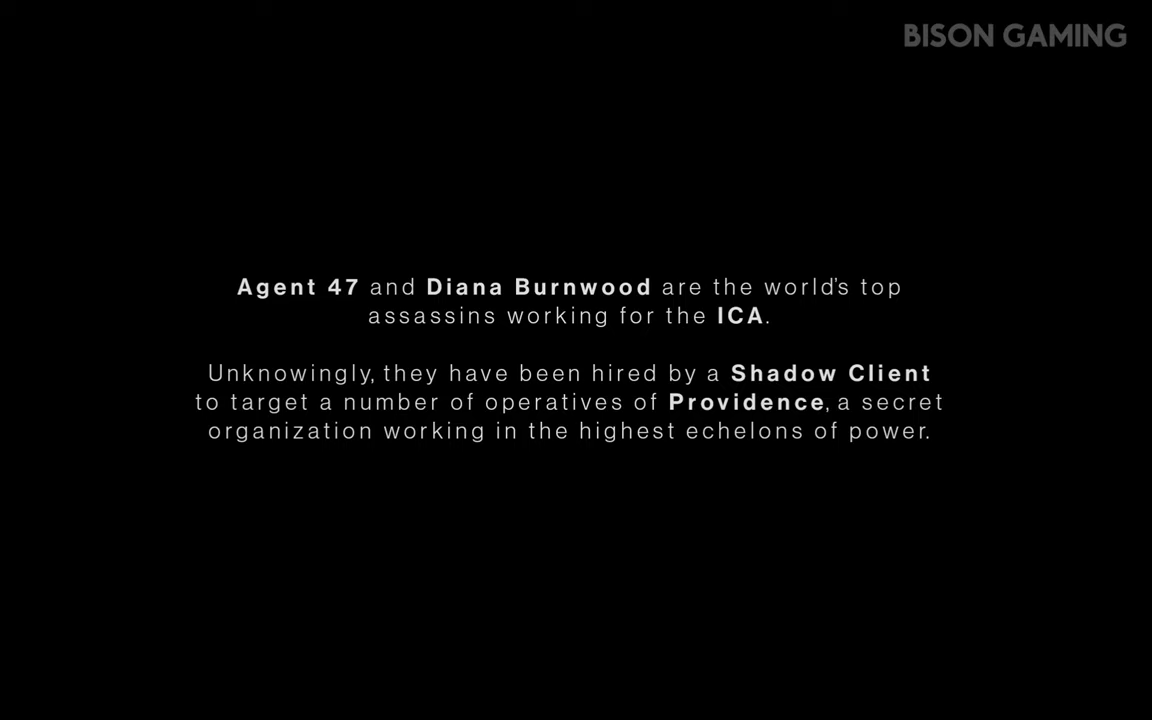 BISON GAMING
Agent 47 and Diana Burnwood are the world's top
assassins working for the ICA.
Unknowingly, they have been hired by a Shadow Client
to target a number of operatives of Providence, a secret
organization working in the highest echelons of power.